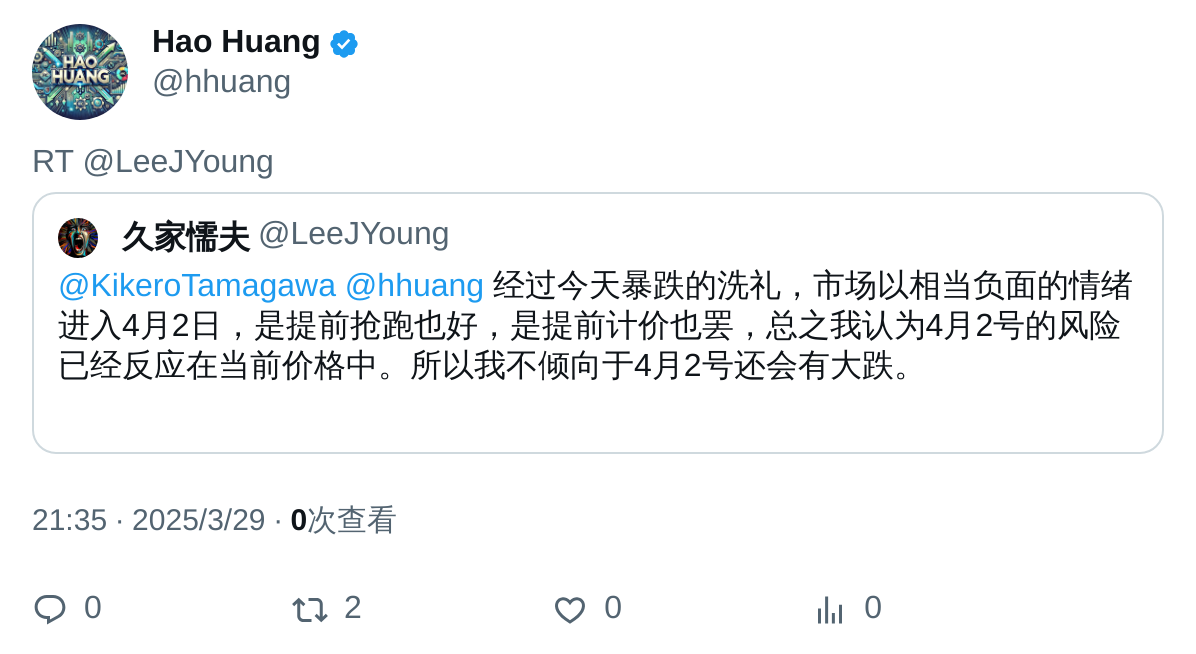 HAO
HUANG
Hao Huang
@hhuang
RT @LeeJYoung
久家懦夫 @LeeJYoung
@KikeroTamagawa @hhuang 经过今天暴跌的洗礼，市场以相当负面的情绪
进入4月2日，是提前抢跑也好，是提前计价也罢，总之我认为4月2号的风险
已经反应在当前价格中。所以我不倾向于4月2号还会有大跌。
21:35 · 2025/3/29 · 0次查看
0 2 0 0